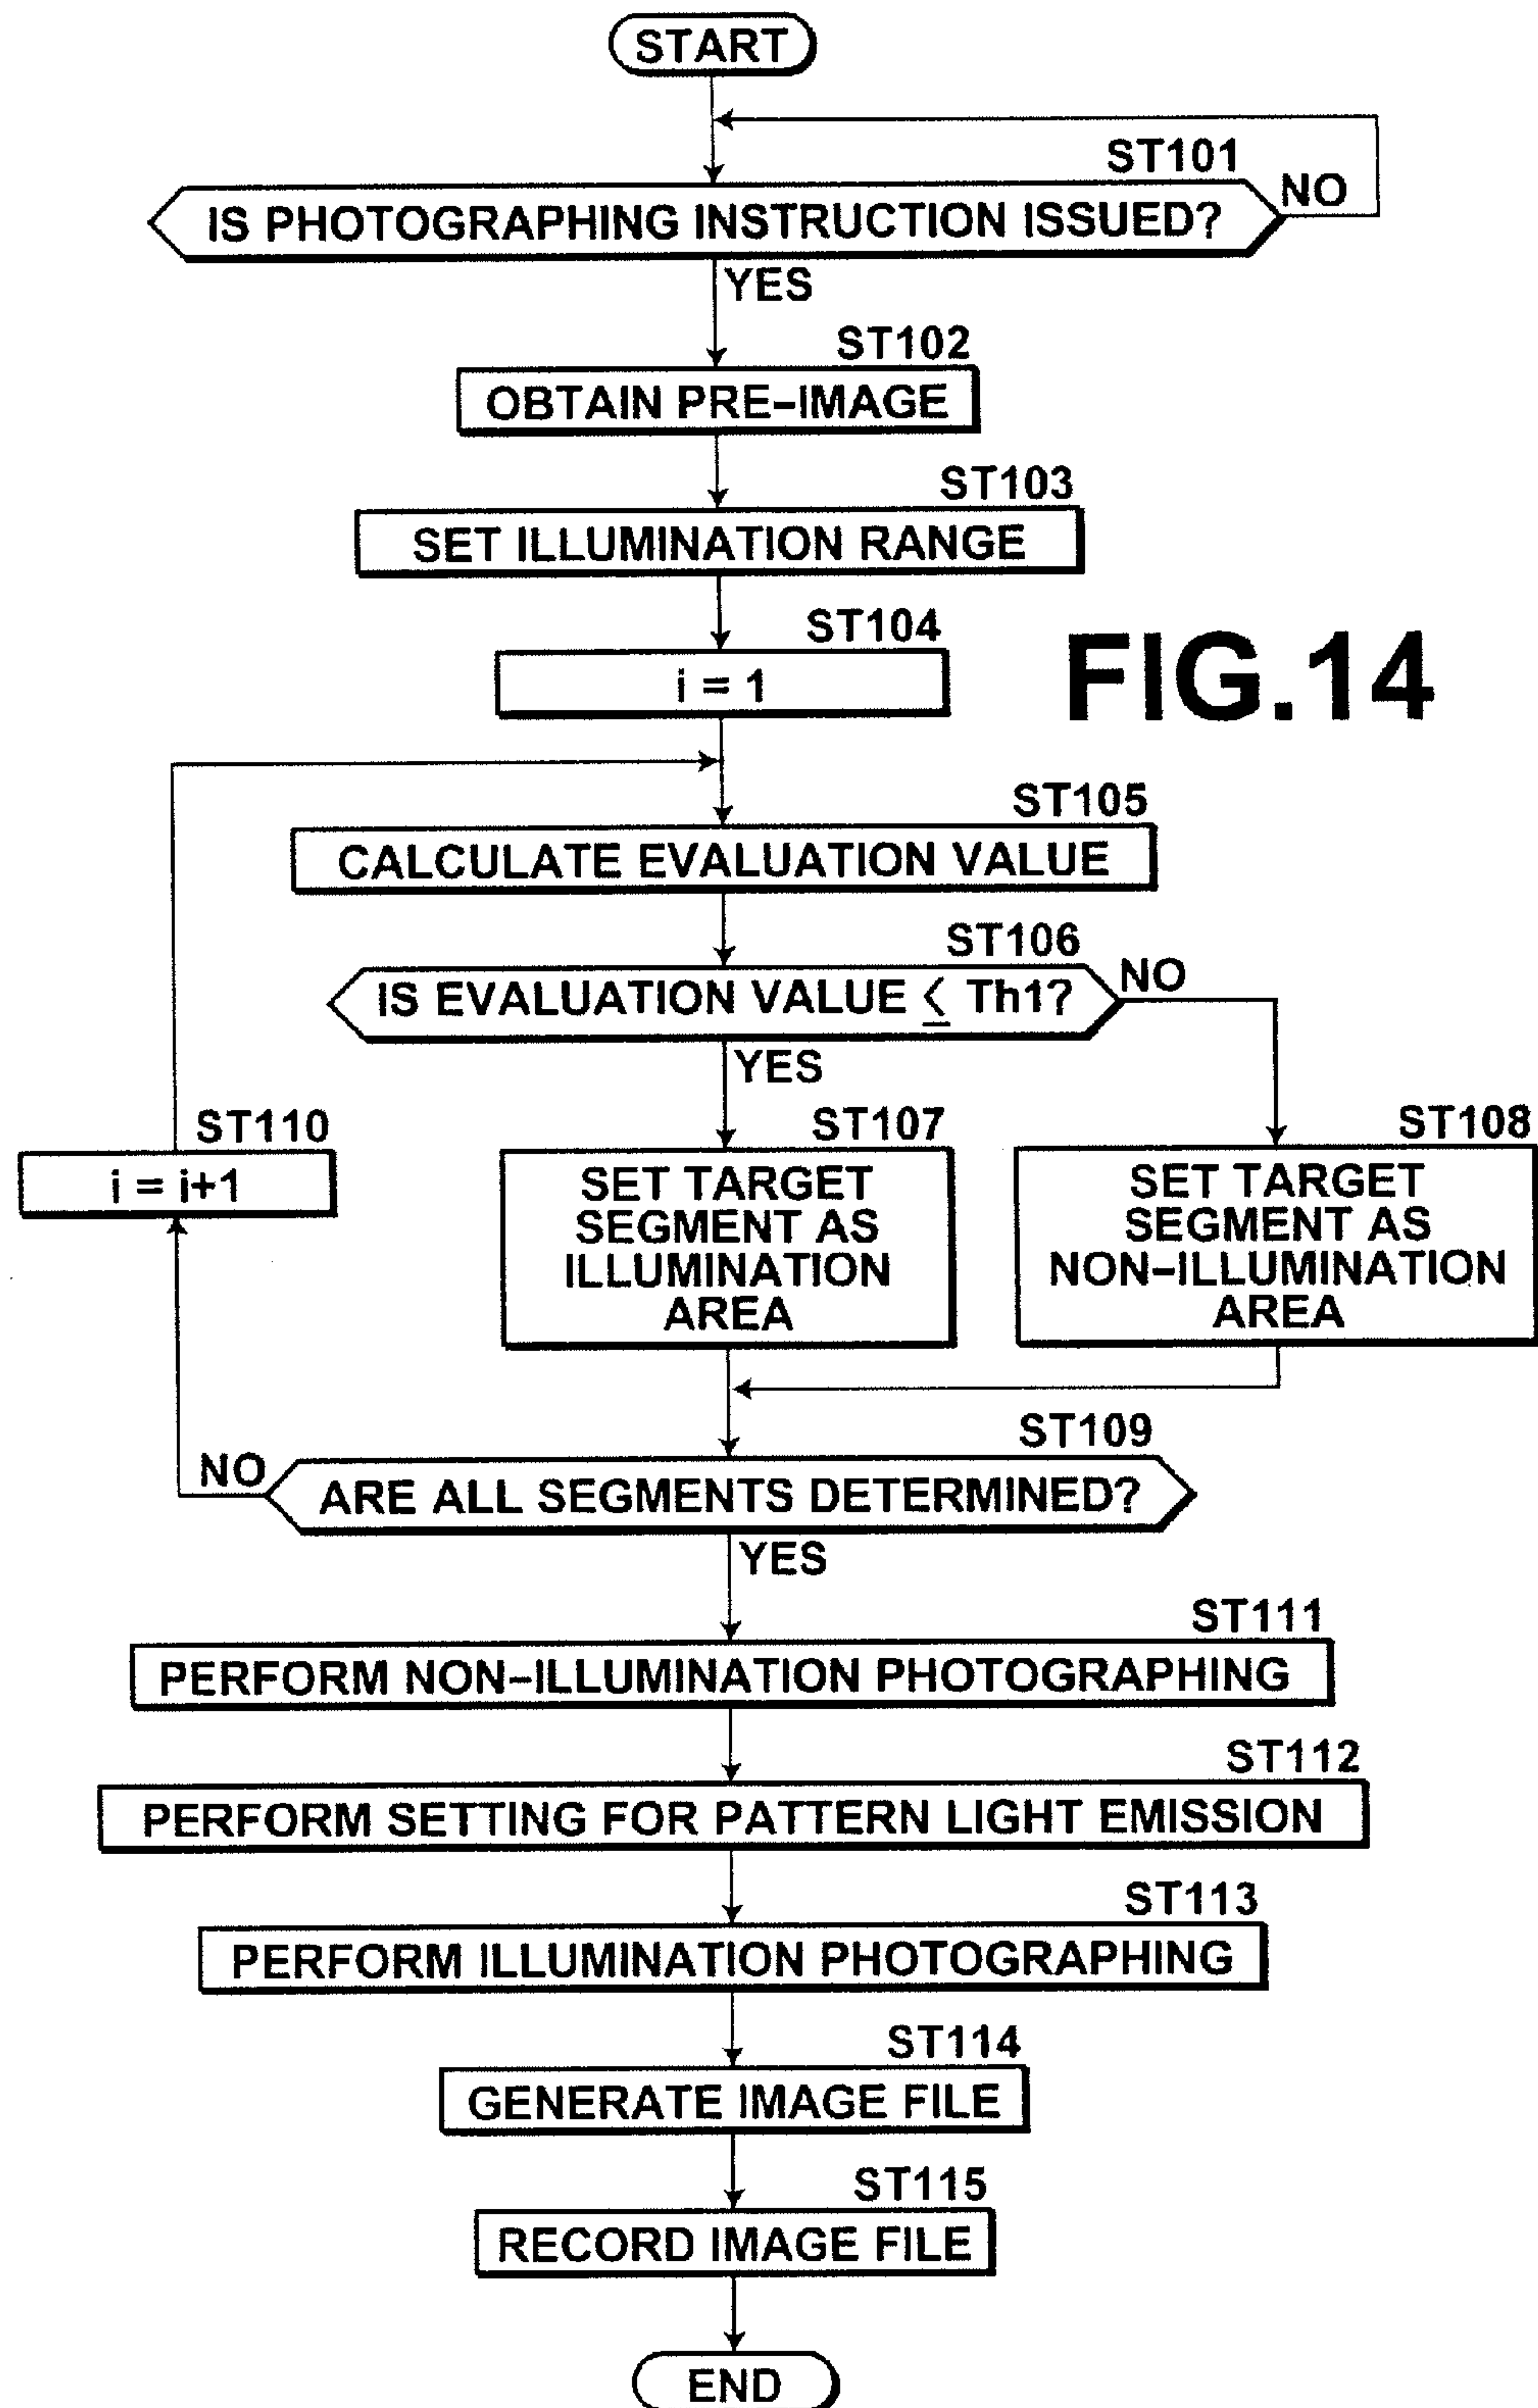 START
ST101
IS PHOTOGRAPHING INSTRUCTION ISSUED?
NO
YES
ST102
OBTAIN PRE-IMAGE
ST103
SET ILLUMINATION RANGE
ST104
i = 1
FIG.14
ST105
CALCULATE EVALUATION VALUE
ST106
IS EVALUATION VALUE ≤ Th1?
NO
YES
ST110
i = i+1
ST107
SET TARGET
SEGMENT AS
ILLUMINATION
AREA
ST108
SET TARGET
SEGMENT AS
NON-ILLUMINATION
AREA
ST109
NO
ARE ALL SEGMENTS DETERMINED?
YES
ST111
PERFORM NON-ILLUMINATION PHOTOGRAPHING
ST112
PERFORM SETTING FOR PATTERN LIGHT EMISSION
ST113
PERFORM ILLUMINATION PHOTOGRAPHING
ST114
GENERATE IMAGE FILE
ST115
RECORD IMAGE FILE
END